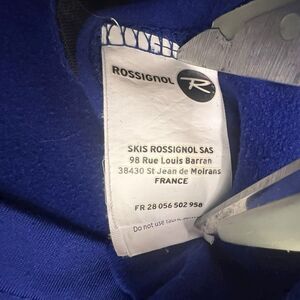 ROSSIGNOL R
SKIS ROSSIGNOL SAS
98 Rue Louis Barran
38430 St Jean de Moirans
FRANCE
FR 28 056 502 958
Do not use fabric